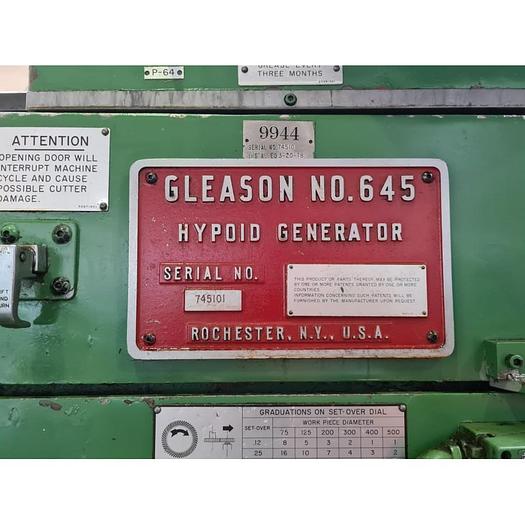 P-64
GREASE EVERY
THREE MONTHS
ATTENTION
OPENING DOOR WILL
INTERRUPT MACHINE
CYCLE AND CAUSE
POSSIBLE CUTTER
DAMAGE.
9944
SERIAL NO. 745101
GLEASON NO.645
HYPOID GENERATOR
SERIAL NO.
745101
THIS PRODUCT OR PARTS THEREOF MAY BE PROTECTED
BY ONE OR MORE PATENTS GRANTED BY ONE OR MORE
COUNTRIES.
INFORMATION CONCERNING SUCH PATENTS WILL BE
FURNISHED BY THE MANUFACTURER UPON REQUEST
ROCHESTER, N.Y., U.S.A.
GRADUATIONS ON SET-OVER DIAL
SET-OVER WORK PIECE DIAMETER
75 125 200 300 400 500
.12 8 5 3 2 1 1
.25 16 10 7 4 3 2